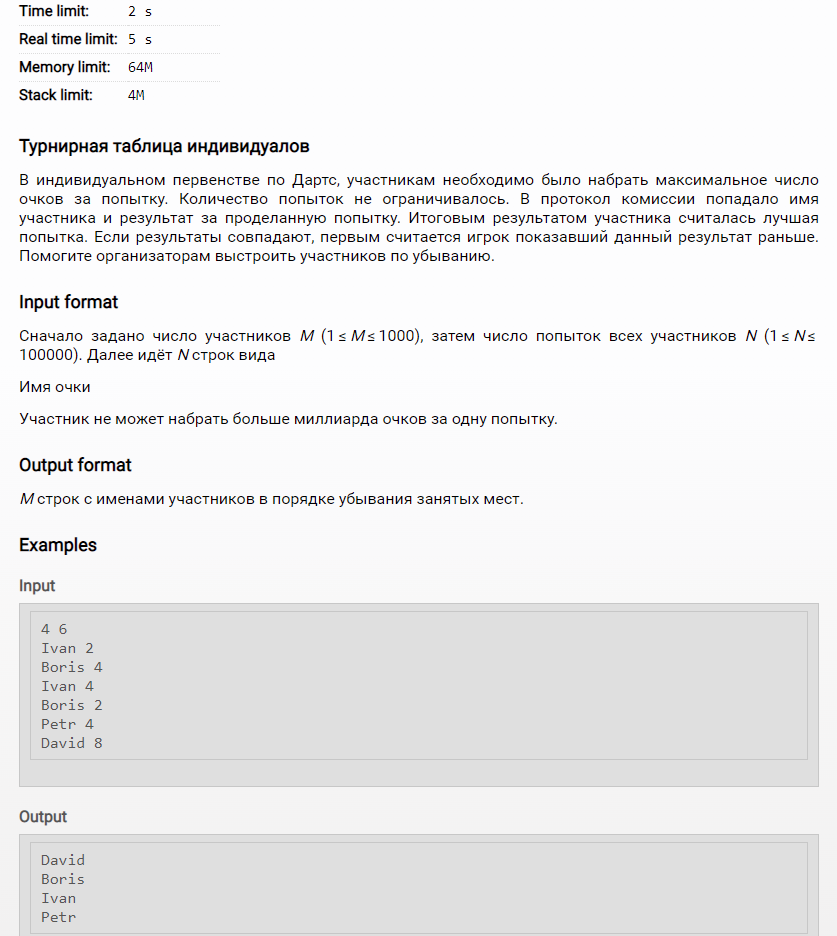 Time limit: 2 s
Real time limit: 5 s
Memory limit: 64M
Stack limit: 4M
Турнирная таблица индивидуалов
В индивидуальном первенстве по Дартс, участникам необходимо было набрать максимальное число
очков за попытку. Количество попыток не ограничивалось. В протокол комиссии попадало имя
участника и результат за проделанную попытку. Итоговым результатом участника считалась лучшая
попытка. Если результаты совпадают, первым считается игрок показавший данный результат раньше.
Помогите организаторам выстроить участников по убыванию.
Input format
Сначало задано число участников M (1 ≤ M ≤ 1000), затем число попыток всех участников N (1 ≤ N ≤
100000). Далее идёт N строк вида
Имя очки
Участник не может набрать больше миллиарда очков за одну попытку.
Output format
M строк с именами участников в порядке убывания занятых мест.
Examples
Input
4 6
Ivan 2
Boris 4
Ivan 4
Boris 2
Petr 4
David 8
Output
David
Boris
Ivan
Petr